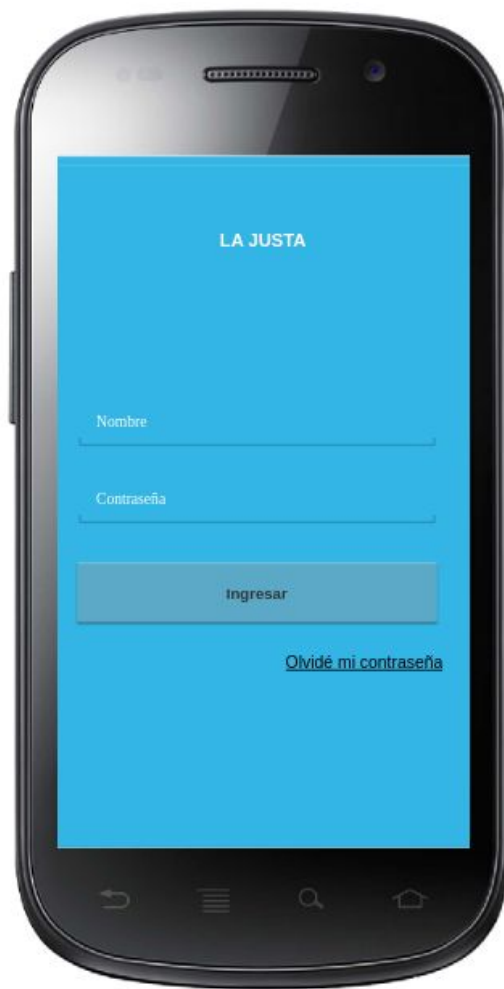 LA JUSTA
Nombre
Contraseña
Ingresar
Olvidé mi contraseña